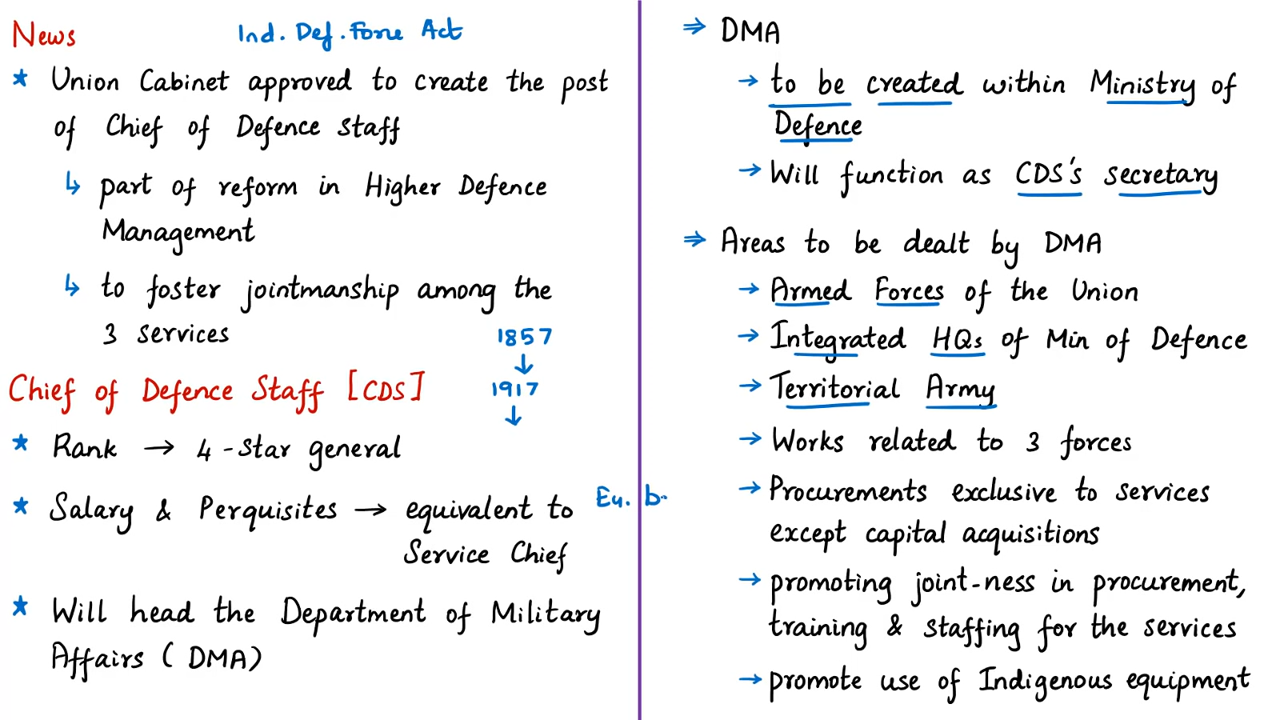 News
Ind. Def. Force Act
* Union Cabinet approved to create the post
of Chief of Defence Staff
↳ part of reform in Higher Defence
Management
↳ to foster jointmanship among the
3 services
1857
↓
1917
↓
Chief of Defence Staff [CDS]
* Rank → 4-Star general
* Salary & Perquisites → equivalent to
Service Chief
Eu. b.
* Will head the Department of Military
Affairs (DMA)
⇒ DMA
→ to be created within Ministry of
Defence
→ Will function as CDS's secretary
⇒ Areas to be dealt by DMA
→ Armed Forces of the Union
→ Integrated HQs of Min of Defence
→ Territorial Army
→ Works related to 3 forces
→ Procurements exclusive to services
except capital acquisitions
→ promoting joint-ness in procurement,
training & staffing for the services
→ promote use of Indigenous equipment